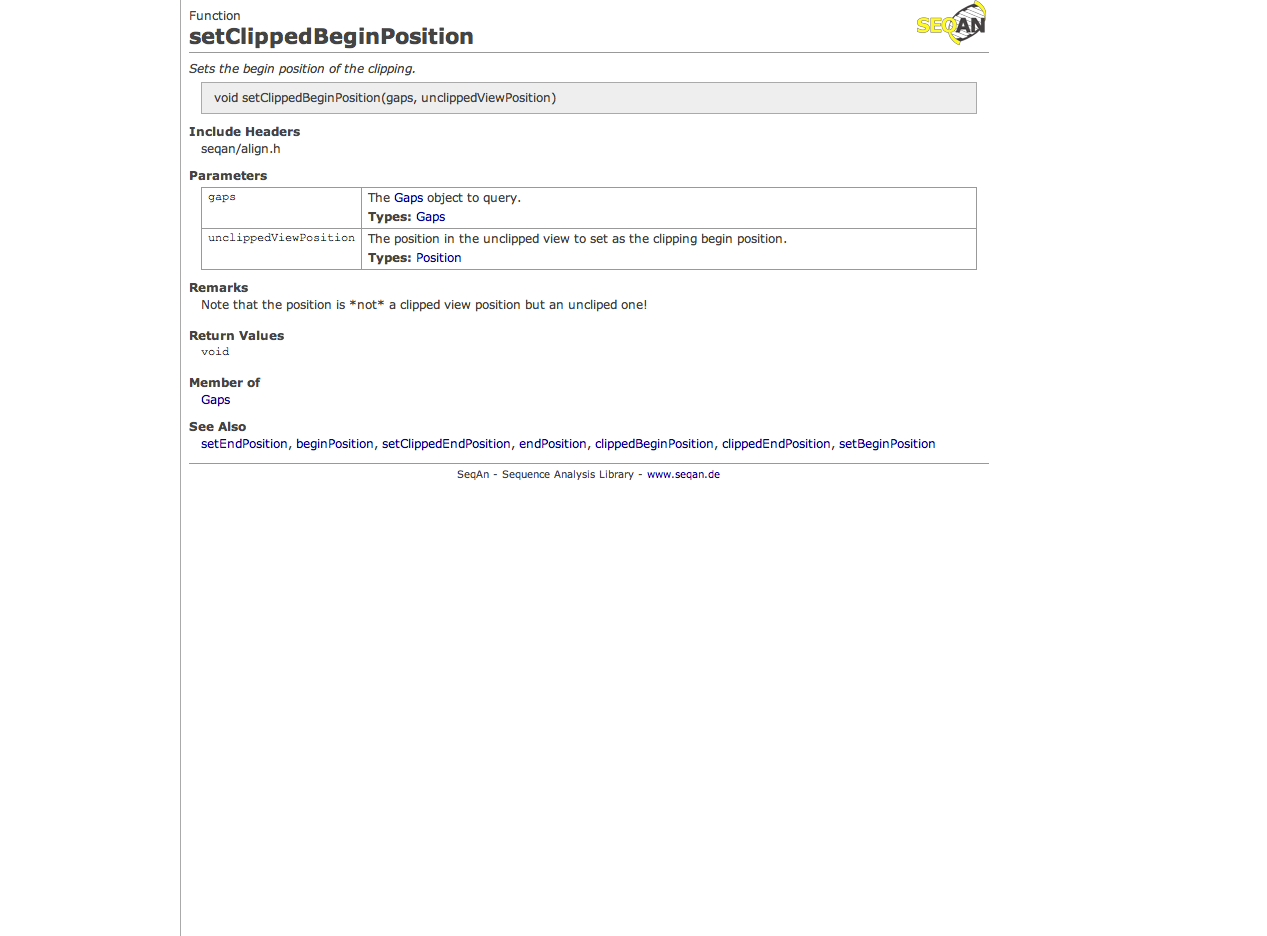 Function
setClippedBeginPosition
SEQAN
Sets the begin position of the clipping.
void setClippedBeginPosition(gaps, unclippedViewPosition)
Include Headers
seqan/align.h
Parameters
gaps
The Gaps object to query.
Types: Gaps
unclippedViewPosition
The position in the unclipped view to set as the clipping begin position.
Types: Position
Remarks
Note that the position is *not* a clipped view position but an uncliped one!
Return Values
void
Member of
Gaps
See Also
setEndPosition, beginPosition, setClippedEndPosition, endPosition, clippedBeginPosition, clippedEndPosition, setBeginPosition
SeqAn - Sequence Analysis Library - www.seqan.de